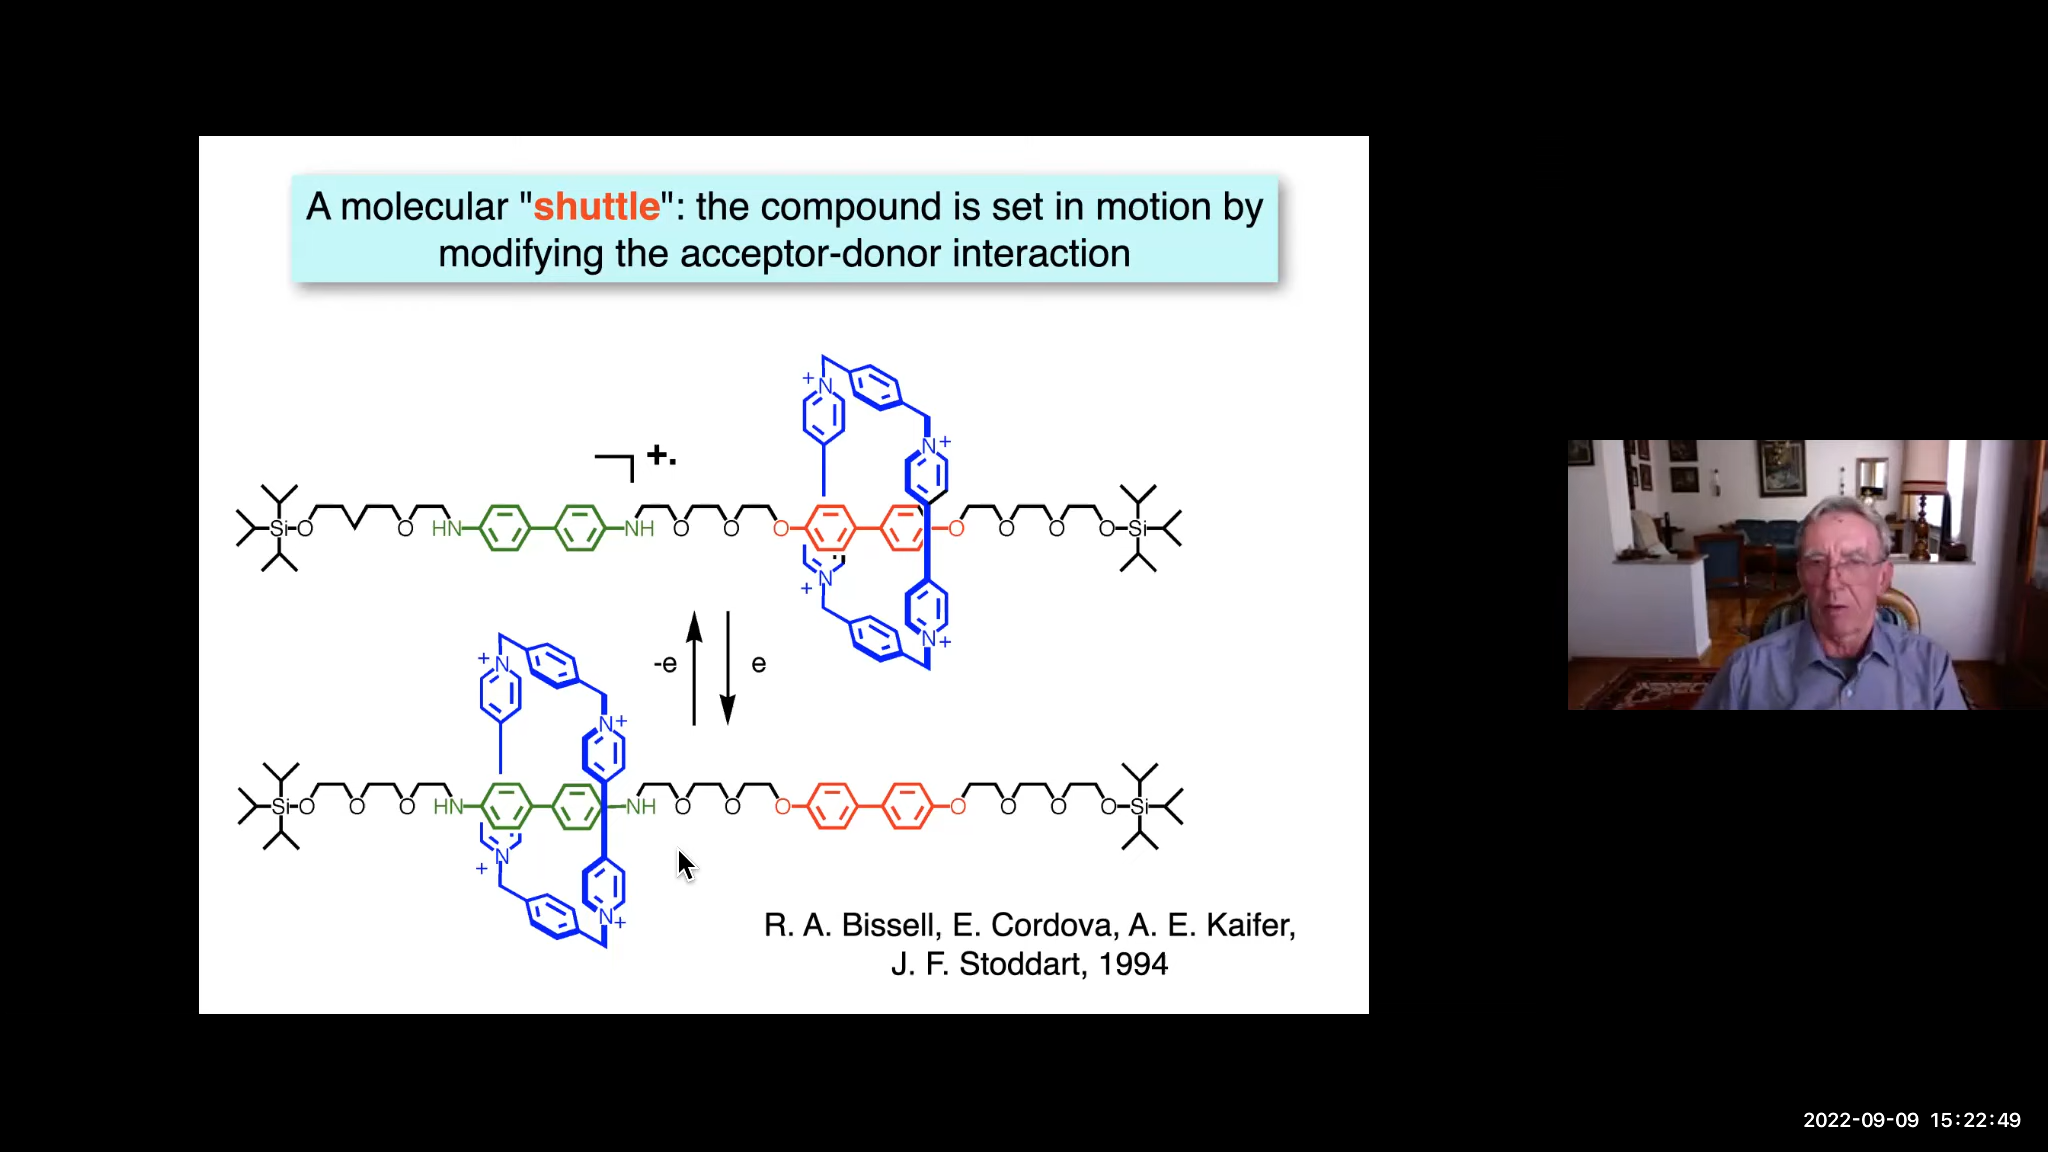 A molecular "shuttle": the compound is set in motion by
modifying the acceptor-donor interaction
+
N
N
+
+.
Si
O
O
HN
NH
O
O
O
O
O
O
O
Si
+
N
N
+
-e
e
+
N
N
+
Si
O
O
O
HN
NH
O
O
O
O
O
O
O
Si
N
+
N
+
R. A. Bissell, E. Cordova, A. E. Kaifer,
J. F. Stoddart, 1994
2022-09-09 15:22:49